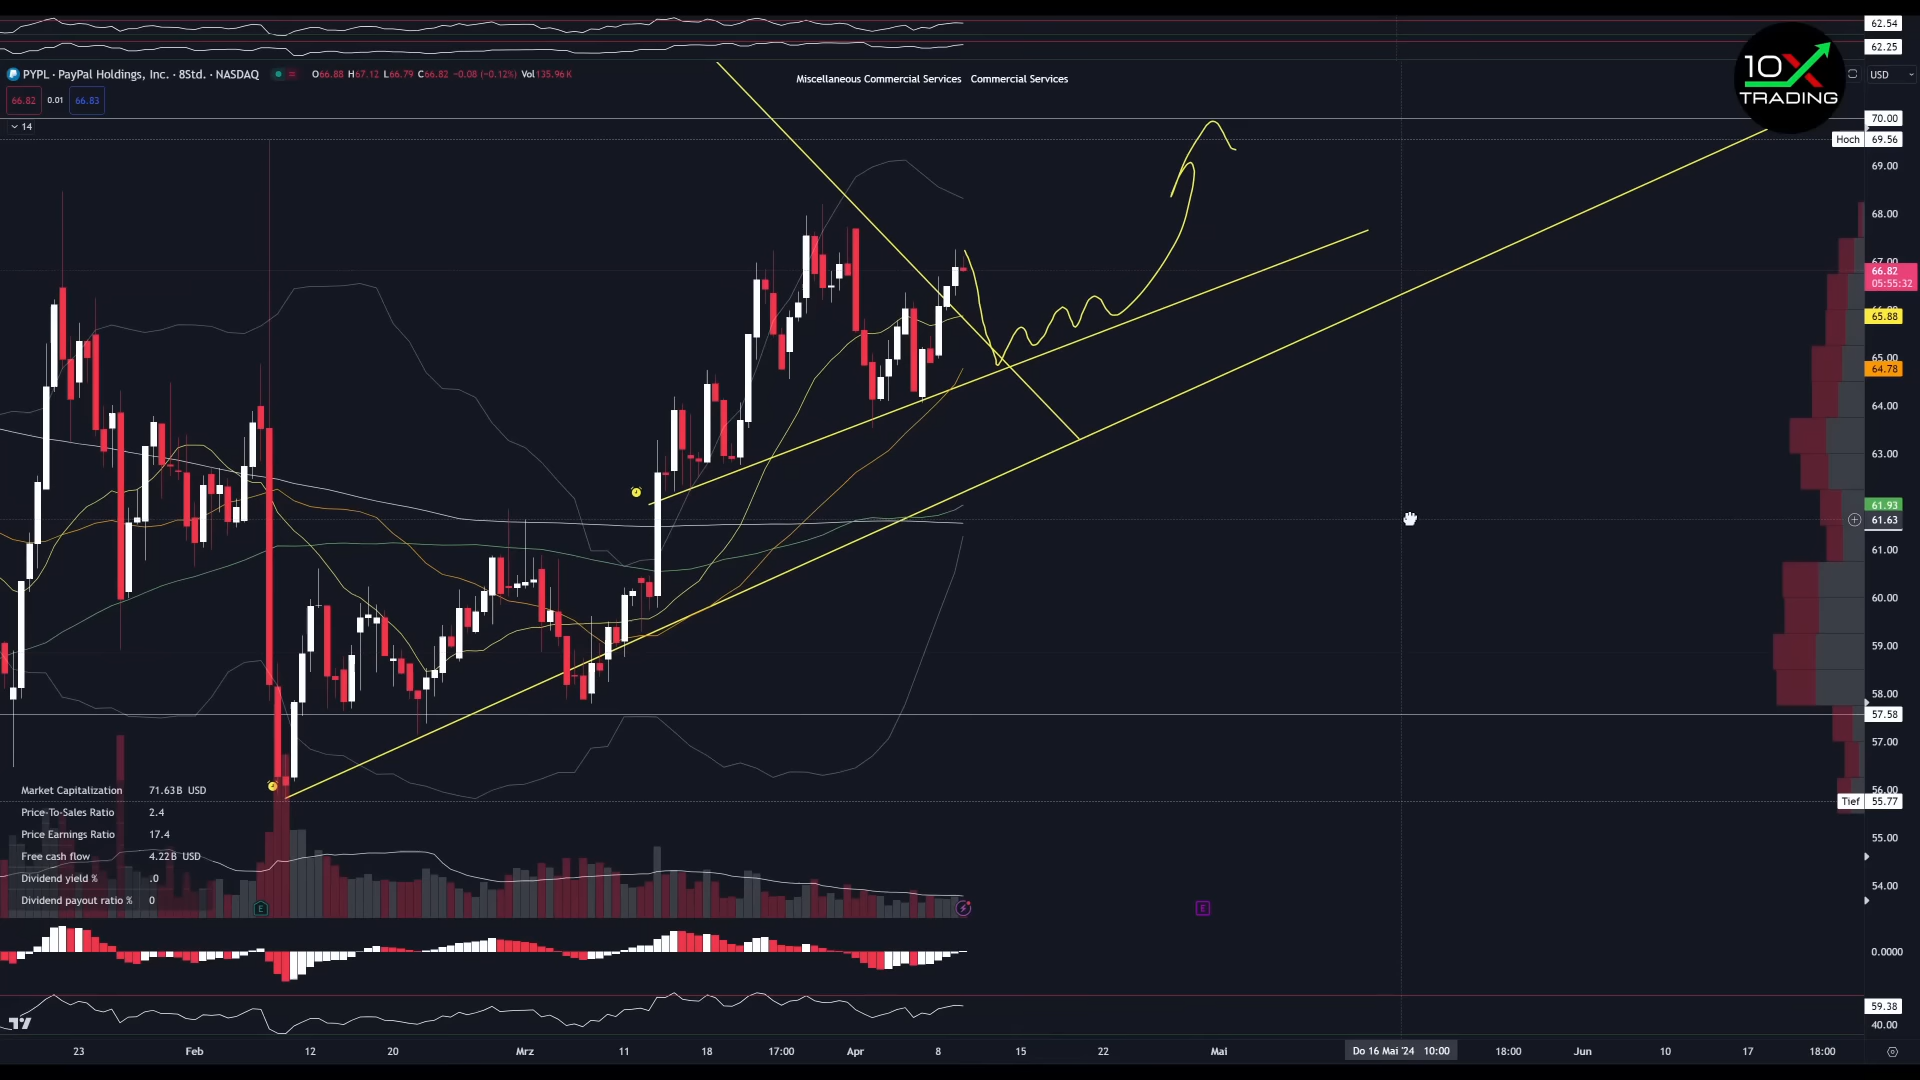 62.54
62.25
PYPL · PayPal Holdings, Inc. · 8Std. · NASDAQ
O66.88 H67.12 L66.79 C66.82 −0.08 (−0.12%) Vol135.96K
Miscellaneous Commercial Services Commercial Services
10X
TRADING
USD
66.82 0.01 66.83
14
70.00
Hoch 69.56
69.00
68.00
67.00
66.82
05:55:32
65.88
65.00
64.78
64.00
63.00
61.93
61.63
61.00
60.00
59.00
58.00
57.58
57.00
56.00
Tief 55.77
55.00
54.00
Market Capitalization 71.63B USD
Price-To-Sales Ratio 2.4
Price Earnings Ratio 17.4
Free cash flow 4.22B USD
Dividend yield % .0
Dividend payout ratio % 0
E
E
0.0000
59.38
40.00
23 Feb 12 20 Mrz 11 18 17:00 Apr 8 15 22 Mai Do 16 Mai '24 10:00 18:00 Jun 10 17 18:00